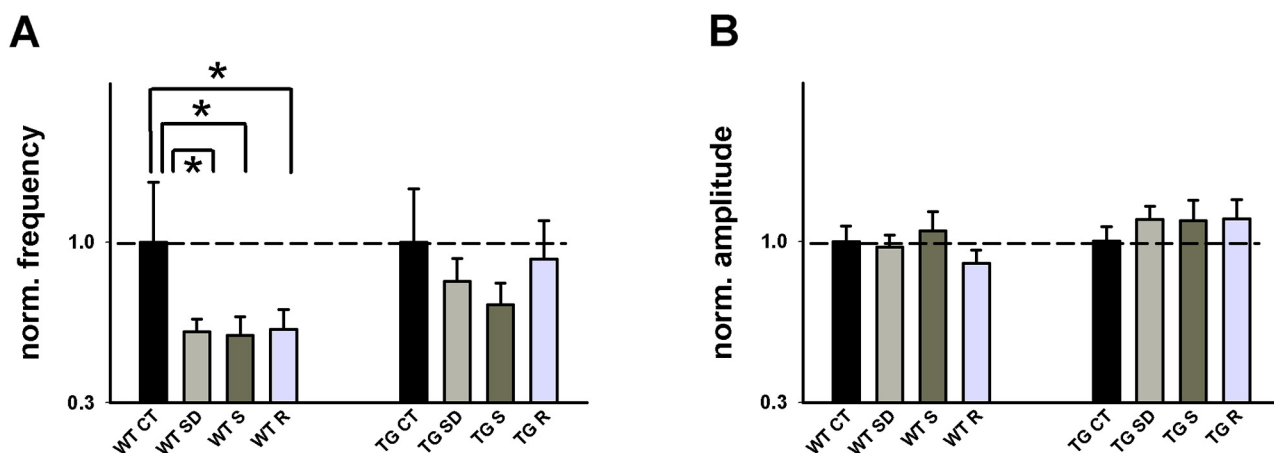 A
norm. frequency
*
*
*
1.0
0.3
WT CT
WT SD
WT S
WT R
TG CT
TG SD
TG S
TG R
B
norm. amplitude
1.0
0.3
WT CT
WT SD
WT S
WT R
TG CT
TG SD
TG S
TG R